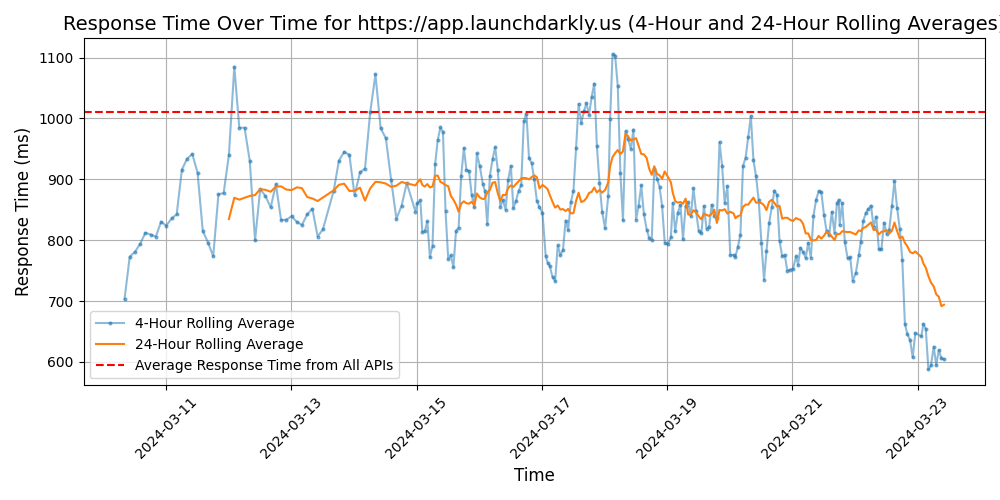 Response Time Over Time for https://app.launchdarkly.us (4-Hour and 24-Hour Rolling Averages)
Response Time (ms)
1100
1000
900
800
700
600
4-Hour Rolling Average
24-Hour Rolling Average
Average Response Time from All APIs
2024-03-11
2024-03-13
2024-03-15
2024-03-17
2024-03-19
2024-03-21
2024-03-23
Time